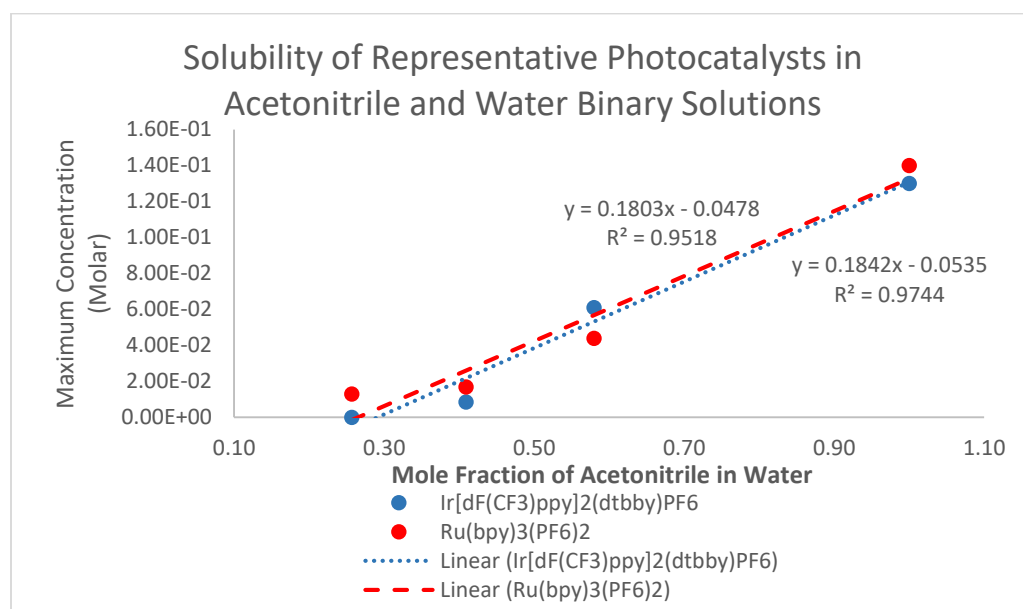 Solubility of Representative Photocatalysts in
Acetonitrile and Water Binary Solutions
Maximum Concentration
(Molar)
1.60E-01
1.40E-01
1.20E-01
1.00E-01
8.00E-02
6.00E-02
4.00E-02
2.00E-02
0.00E+00
y = 0.1803x - 0.0478
R² = 0.9518
y = 0.1842x - 0.0535
R² = 0.9744
0.10 0.30 0.50 0.70 0.90 1.10
Mole Fraction of Acetonitrile in Water
Ir[dF(CF3)ppy]2(dtbby)PF6
Ru(bpy)3(PF6)2
Linear (Ir[dF(CF3)ppy]2(dtbby)PF6)
Linear (Ru(bpy)3(PF6)2)